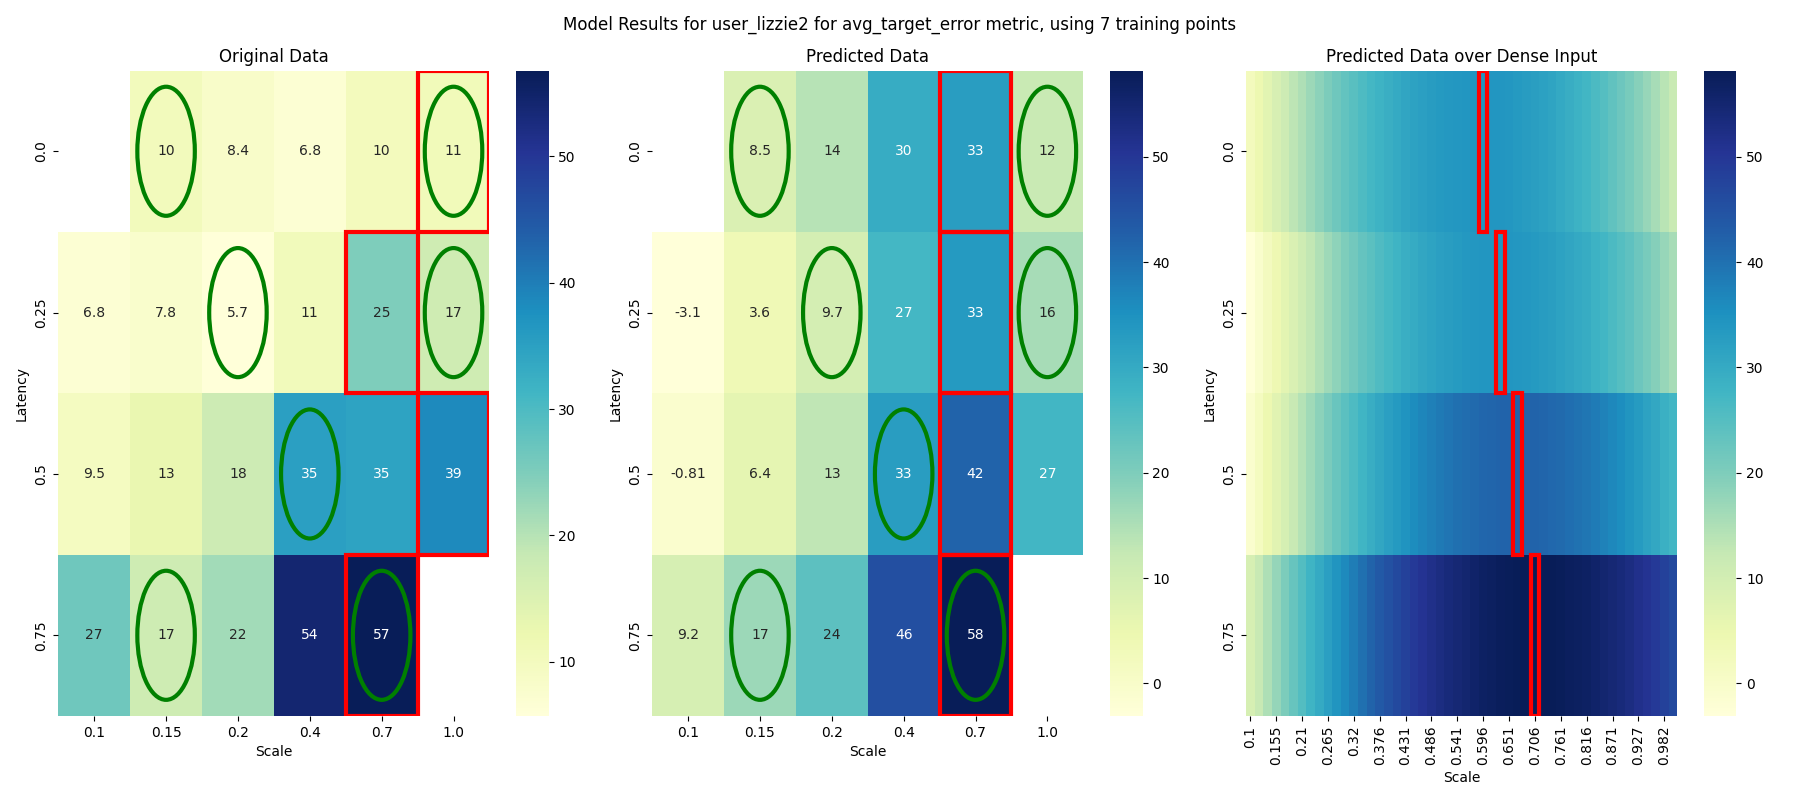 Model Results for user_lizzie2 for avg_target_error metric, using 7 training points
Original Data
Latency
0.0
10 8.4 6.8 10 11
0.25
6.8 7.8 5.7 11 25 17
0.5
9.5 13 18 35 35 39
0.75
27 17 22 54 57
0.1 0.15 0.2 0.4 0.7 1.0
Scale
50
40
30
20
10
Predicted Data
Latency
0.0
8.5 14 30 33 12
0.25
-3.1 3.6 9.7 27 33 16
0.5
-0.81 6.4 13 33 42 27
0.75
9.2 17 24 46 58
0.1 0.15 0.2 0.4 0.7 1.0
Scale
50
40
30
20
10
0
Predicted Data over Dense Input
Latency
0.0
0.25
0.5
0.75
0.1 0.155 0.21 0.265 0.32 0.376 0.431 0.486 0.541 0.596 0.651 0.706 0.761 0.816 0.871 0.927 0.982
Scale
50
40
30
20
10
0